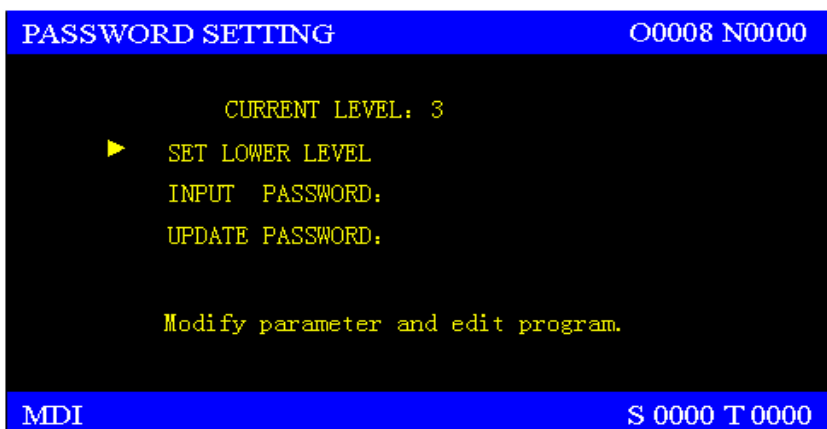 PASSWORD SETTING O0008 N0000
CURRENT LEVEL: 3
SET LOWER LEVEL
INPUT PASSWORD:
UPDATE PASSWORD:
Modify parameter and edit program.
MDI S 0000 T 0000